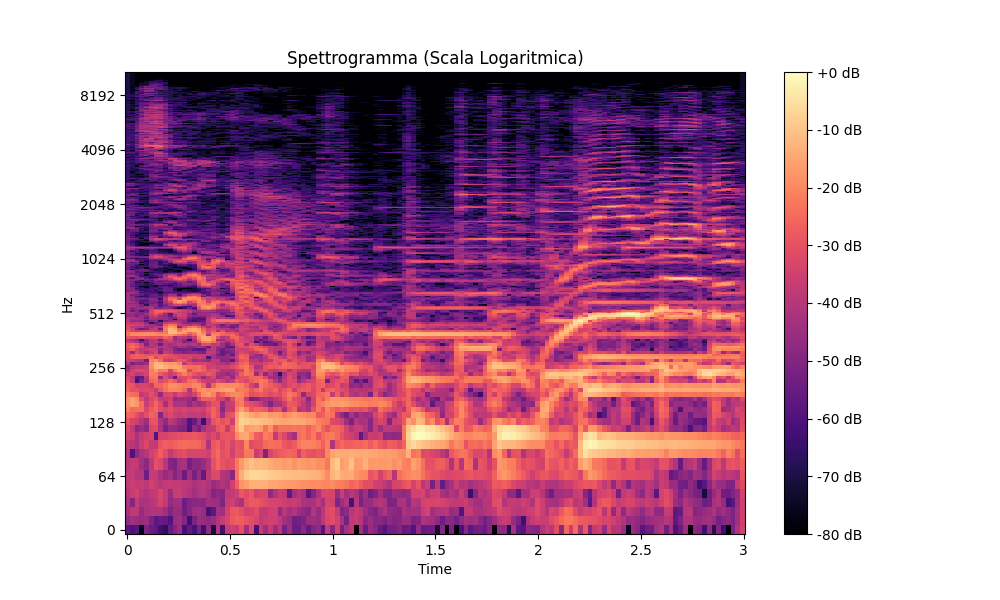 Spettrogramma (Scala Logaritmica)
Hz
8192
4096
2048
1024
512
256
128
64
0
0
0.5
1
1.5
2
2.5
3
Time
+0 dB
-10 dB
-20 dB
-30 dB
-40 dB
-50 dB
-60 dB
-70 dB
-80 dB